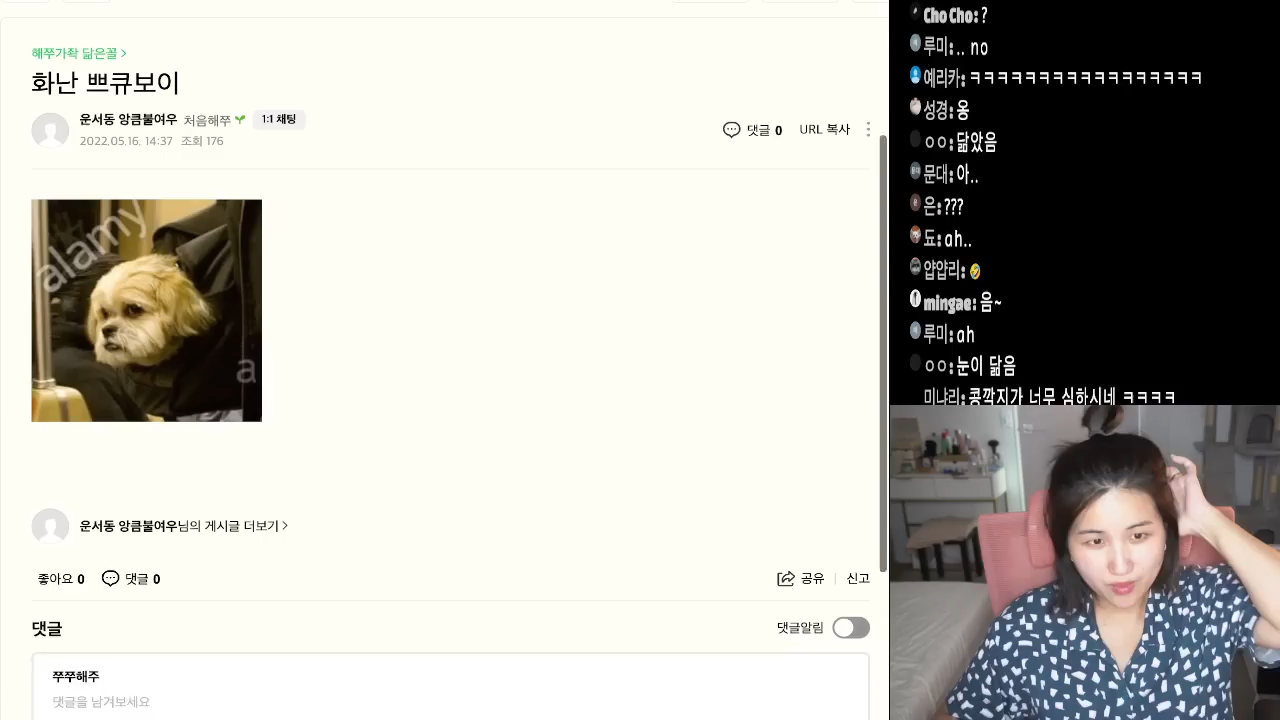 해쭈가좍 닮은꼴 >
화난 쁘큐보이
운서동 앙큼불여우 처음해쭈 1:1 채팅
2022.05.16. 14:37 조회 176
댓글 0 URL 복사
alamy
a
운서동 앙큼불여우님의 게시글 더보기 >
좋아요 0 댓글 0
공유 신고
댓글
댓글알림
쭈쭈해주
댓글을 남겨보세요
ChoCho: ?
루미: .. no
예리카: ㅋㅋㅋㅋㅋㅋㅋㅋㅋㅋㅋㅋㅋㅋㅋㅋㅋ
성경: 옹
ㅇㅇ: 닮았음
문대: 아..
은: ???
됴: ah..
얍얍리: 🤣
mingae: 음~
루미: ah
ㅇㅇ: 눈이 닮음
미냐리: 콩깍지가 너무 심하시네 ㅋㅋㅋㅋ